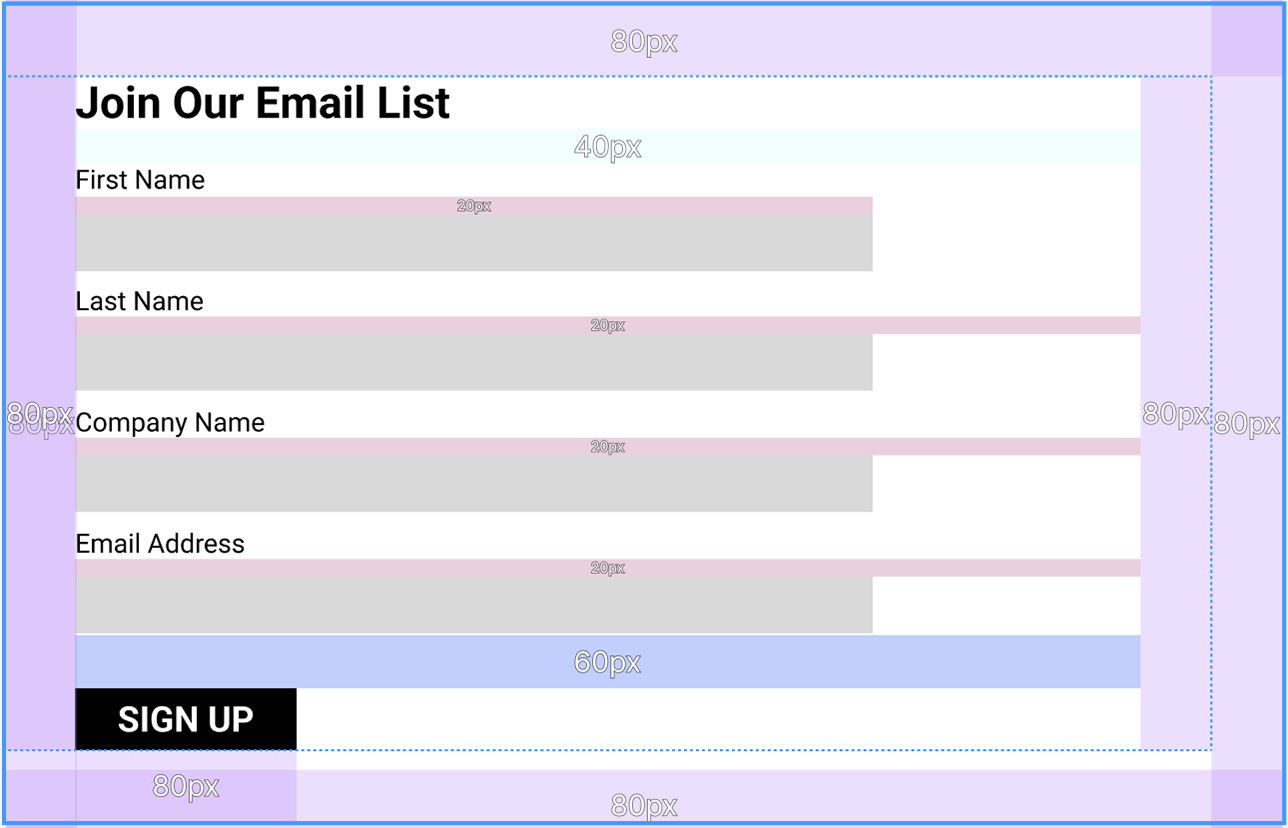 80px
Join Our Email List
40px
First Name
20px
Last Name
20px
80px
80px
Company Name
80px
80px
20px
Email Address
20px
60px
SIGN UP
80px
80px